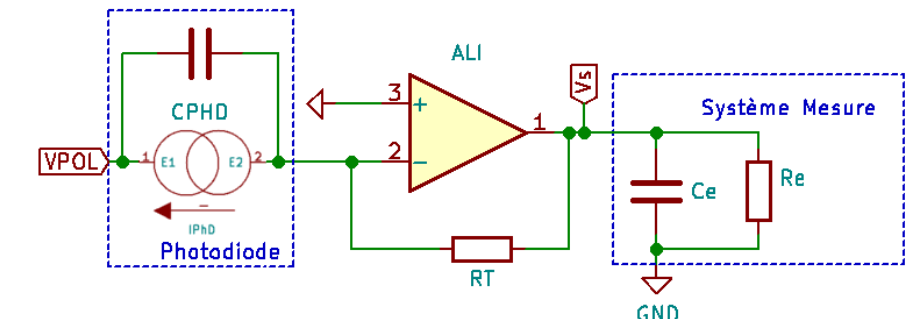 ALI
Vs
3
+
CPHD
1
Système Mesure
VPOL
1
E1
E2
2
2
-
Ce
Re
-
IPhD
Photodiode
RT
GND